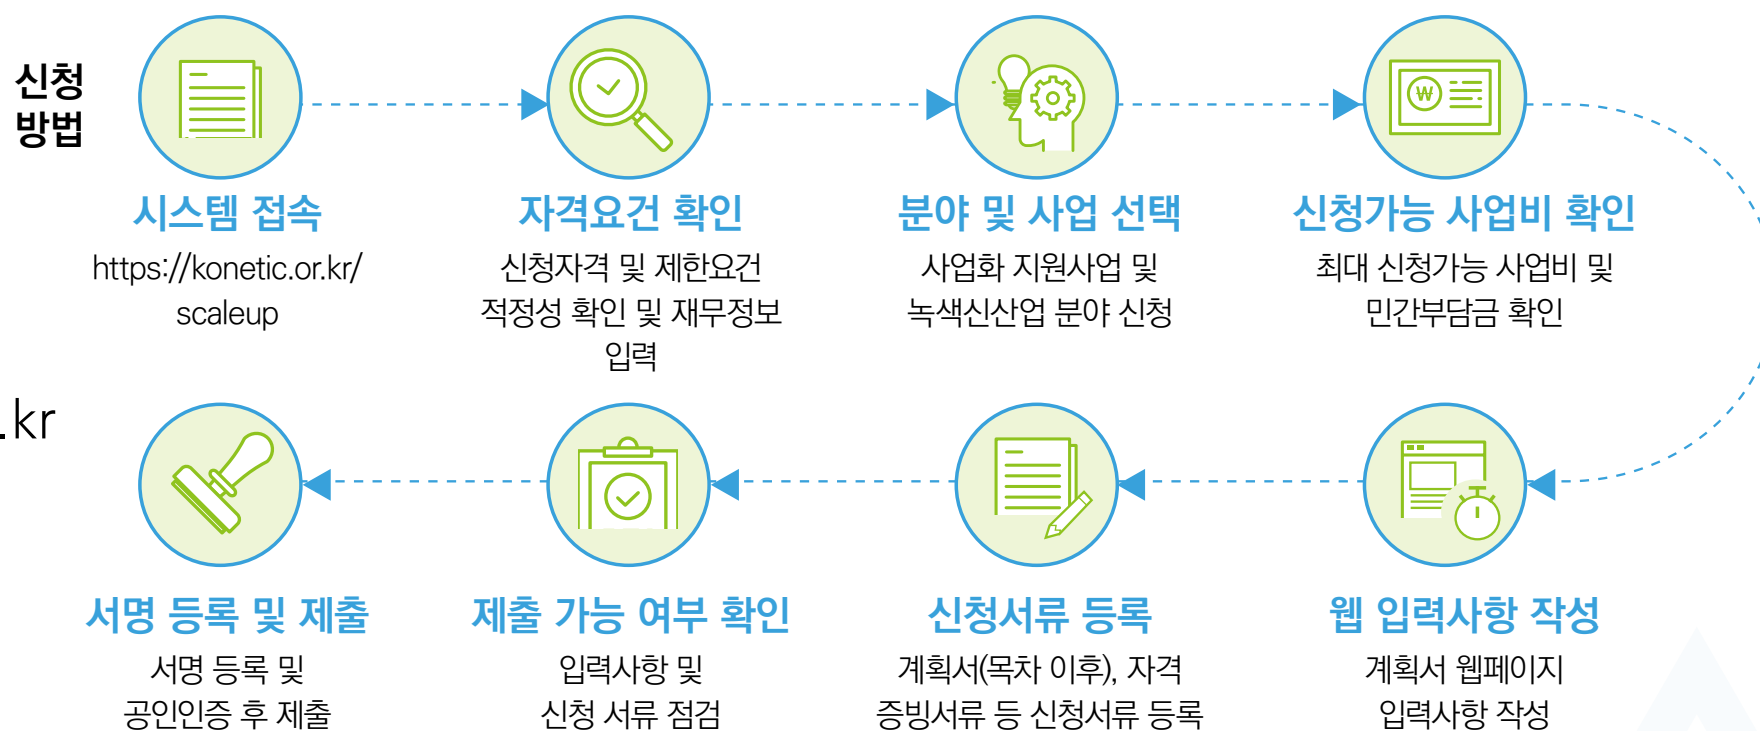 신청
방법
시스템 접속
https://konetic.or.kr/
scaleup
자격요건 확인
신청자격 및 제한요건
적정성 확인 및 재무정보
입력
분야 및 사업 선택
사업화 지원사업 및
녹색신산업 분야 신청
신청가능 사업비 확인
최대 신청가능 사업비 및
민간부담금 확인
.kr
서명 등록 및 제출
서명 등록 및
공인인증 후 제출
제출 가능 여부 확인
입력사항 및
신청 서류 점검
신청서류 등록
계획서(목차 이후), 자격
증빙서류 등 신청서류 등록
웹 입력사항 작성
계획서 웹페이지
입력사항 작성